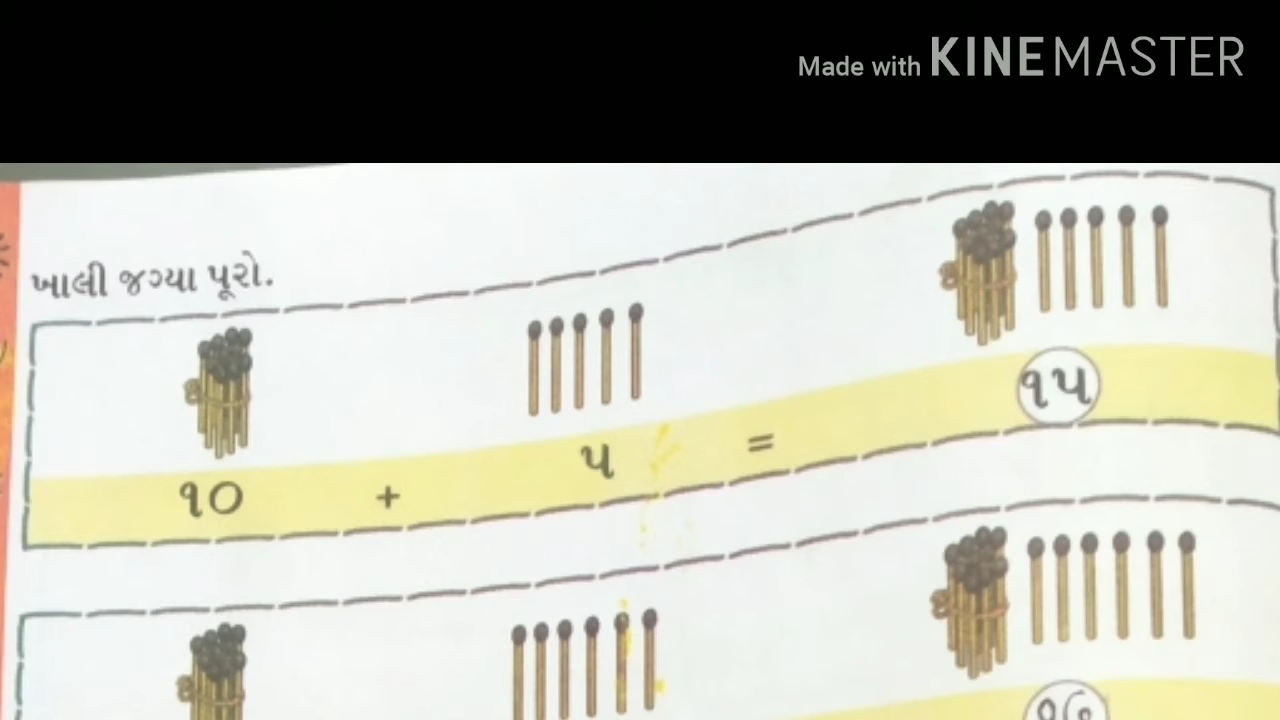 Made with KINEMASTER
ખાલી જગ્યા પૂરો.
૧૫
૧૦ + ૫ =